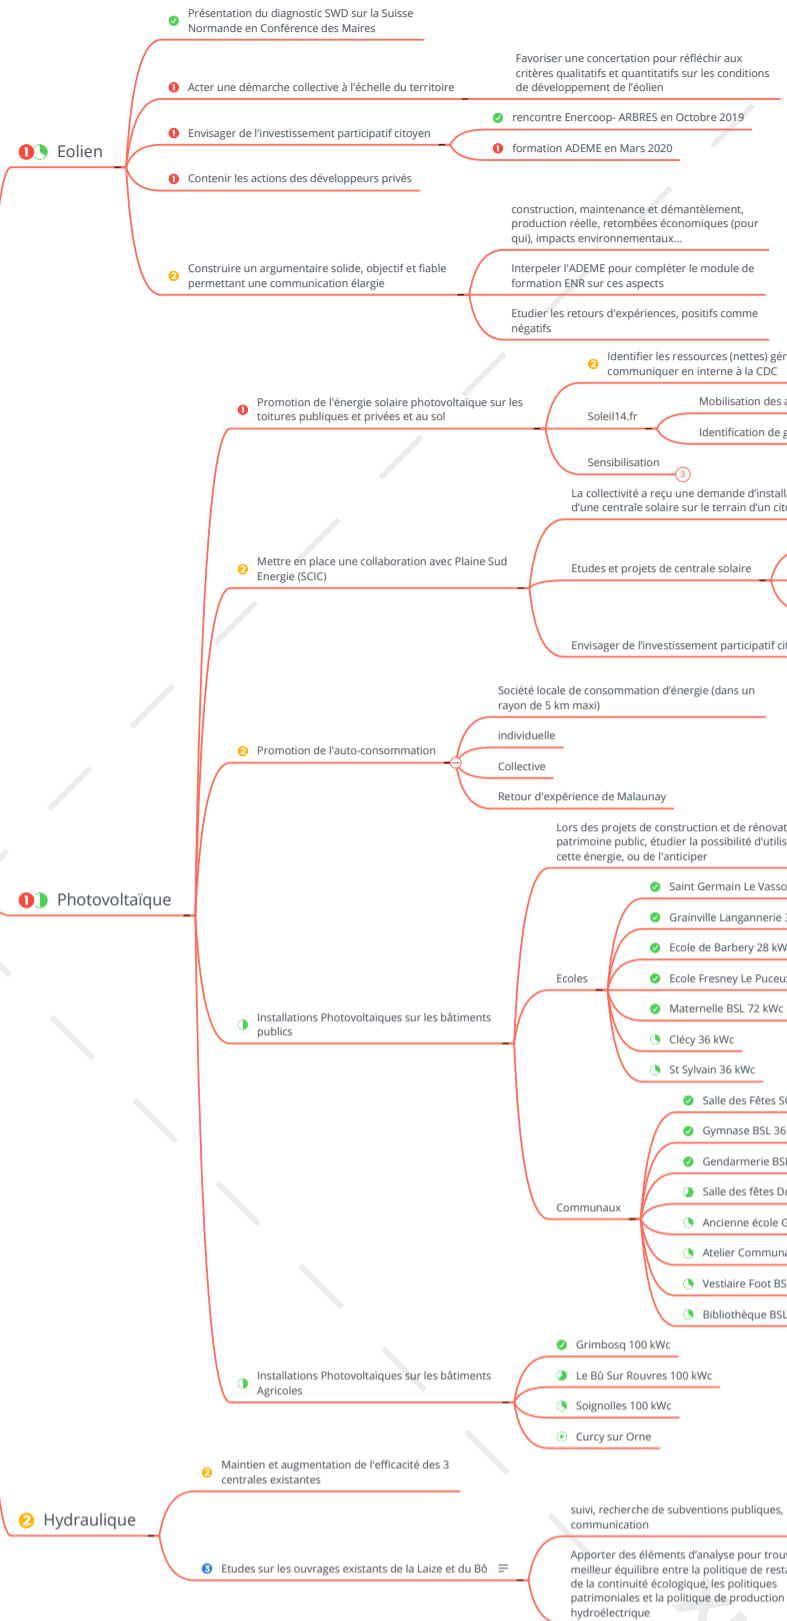 Présentation du diagnostic SWD sur la Suisse
Normande en Conférence des Maires
1 Acter une démarche collective à l'échelle du territoire
Favoriser une concertation pour réfléchir aux
critères qualitatifs et quantitatifs sur les conditions
de développement de l'éolien
1 Eolien
1 Envisager de l'investissement participatif citoyen
rencontre Enercoop- ARBRES en Octobre 2019
1 formation ADEME en Mars 2020
1 Contenir les actions des développeurs privés
2 Construire un argumentaire solide, objectif et fiable
permettant une communication élargie
construction, maintenance et démantèlement,
production réelle, retombées économiques (pour
qui), impacts environnementaux...
Interpeler l'ADEME pour compléter le module de
formation ENR sur ces aspects
Etudier les retours d'expériences, positifs comme
négatifs
1 Photovoltaïque
1 Promotion de l'énergie solaire photovoltaïque sur les
toitures publiques et privées et au sol
2 Identifier les ressources (nettes)
communiquer en interne à la CDC
Soleil14.fr
Mobilisation des
Identification de
Sensibilisation
3
2 Mettre en place une collaboration avec Plaine Sud
Energie (SCIC)
La collectivité a reçu une demande
d'une centrale solaire sur le terrain d'un
Etudes et projets de centrale solaire
Envisager de l'investissement participatif
2 Promotion de l'auto-consommation
Société locale de consommation d'énergie (dans un
rayon de 5 km maxi)
individuelle
Collective
Retour d'expérience de Malaunay
Installations Photovoltaïques sur les bâtiments
publics
Lors des projets de construction et de
patrimoine public, étudier la possibilité
cette énergie, ou de l'anticiper
Ecoles
Saint Germain Le
Grainville Langannerie
Ecole de Barbery 28
Ecole Fresney Le
Maternelle BSL 72 kWc
Clécy 36 kWc
St Sylvain 36 kWc
Communaux
Salle des Fêtes
Gymnase BSL 36
Gendarmerie
Salle des fêtes
Ancienne école
Atelier
Vestiaire Foot
Bibliothèque BSL
Installations Photovoltaïques sur les bâtiments
Agricoles
Grimbosq 100 kWc
Le Bû Sur Rouvres 100 kWc
Soignolles 100 kWc
Curcy sur Orne
2 Hydraulique
2 Maintien et augmentation de l'efficacité des 3
centrales existantes
3 Etudes sur les ouvrages existants de la Laize et du Bô
suivi, recherche de subventions publiques,
communication
Apporter des éléments d'analyse pour
meilleur équilibre entre la politique de
de la continuité écologique, les politiques
patrimoniales et la politique de production
hydroélectrique